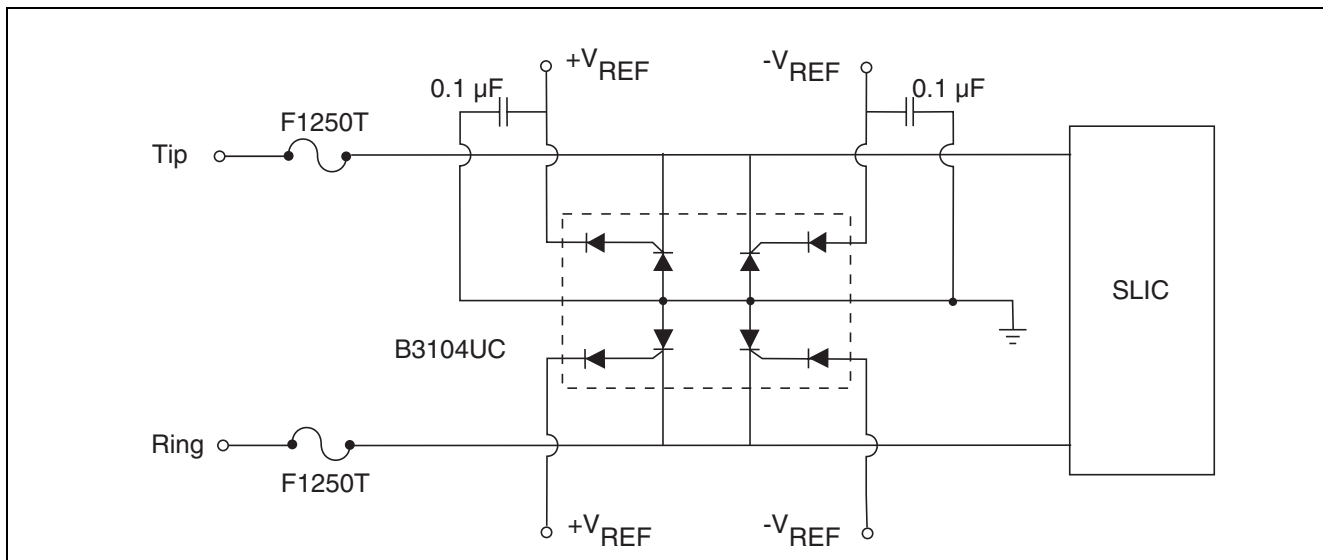 +VREF
-VREF
0.1 µF
0.1 µF
F1250T
Tip
SLIC
B3104UC
Ring
F1250T
+VREF
-VREF